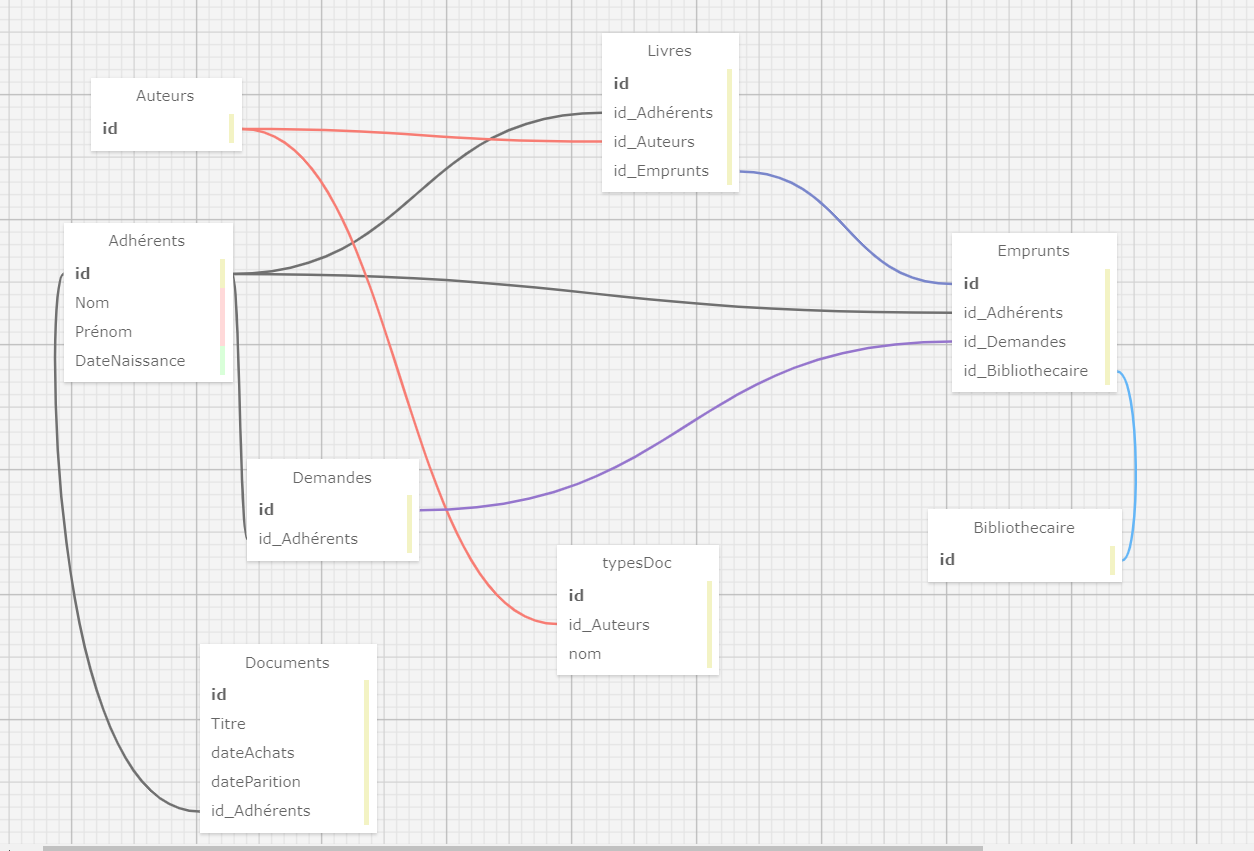 Livres
id
id_Adhérents
id_Auteurs
id_Emprunts
Auteurs
id
Adhérents
id
Nom
Prénom
DateNaissance
Emprunts
id
id_Adhérents
id_Demandes
id_Bibliothecaire
Demandes
id
id_Adhérents
Bibliothecaire
id
typesDoc
id
id_Auteurs
nom
Documents
id
Titre
dateAchats
dateParition
id_Adhérents